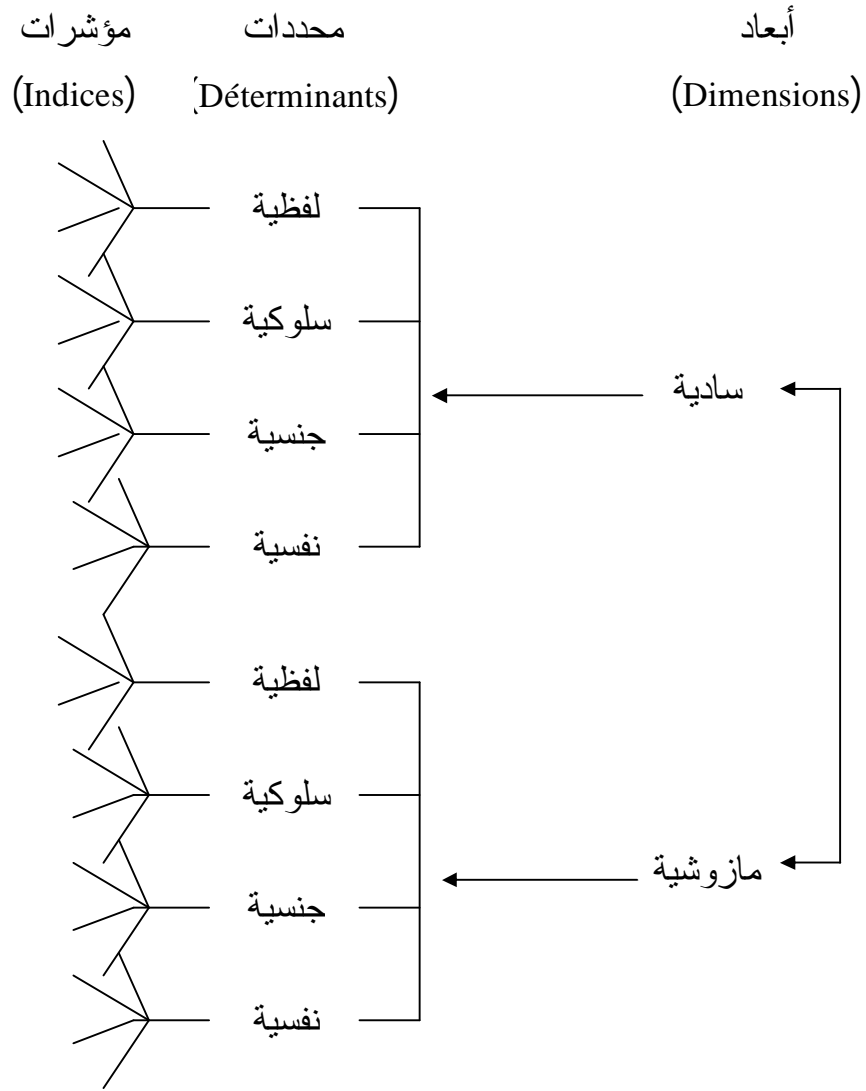 أبعاد محددات مؤشرات
(Dimensions) (Déterminants) (Indices)
لفظية
سلوكية
سادية
جنسية
نفسية
لفظية
سلوكية
مازوشية
جنسية
نفسية